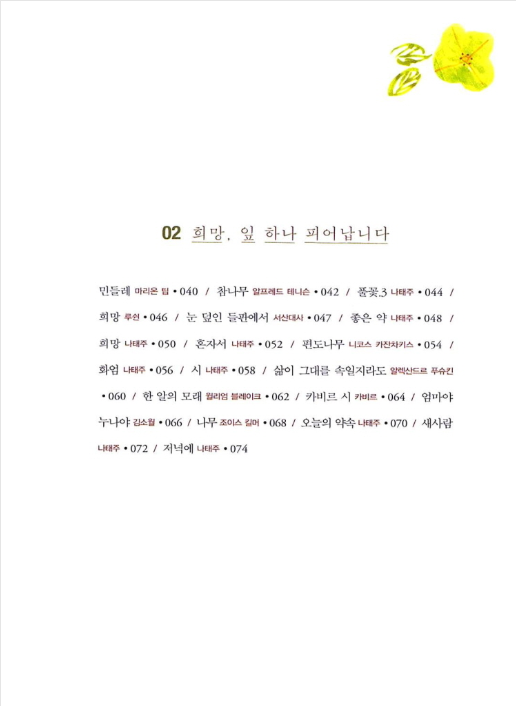 02 희망, 잎 하나 피어납니다
민들레 마리온 팁 • 040 / 참나무 알프레드 테니슨 • 042 / 풀꽃.3 나태주 • 044 /
희망 루쉰 • 046 / 눈 덮인 들판에서 서산대사 • 047 / 좋은 약 나태주 • 048 /
희망 나태주 • 050 / 혼자서 나태주 • 052 / 편도나무 니코스 카잔차키스 • 054 /
화엄 나태주 • 056 / 시 나태주 • 058 / 삶이 그대를 속일지라도 알렉산드르 푸슈킨
• 060 / 한 알의 모래 윌리엄 블레이크 • 062 / 카비르 시 카비르 • 064 / 엄마야
누나야 김소월 • 066 / 나무 조이스 킬머 • 068 / 오늘의 약속 나태주 • 070 / 새사람
나태주 • 072 / 저녁에 나태주 • 074